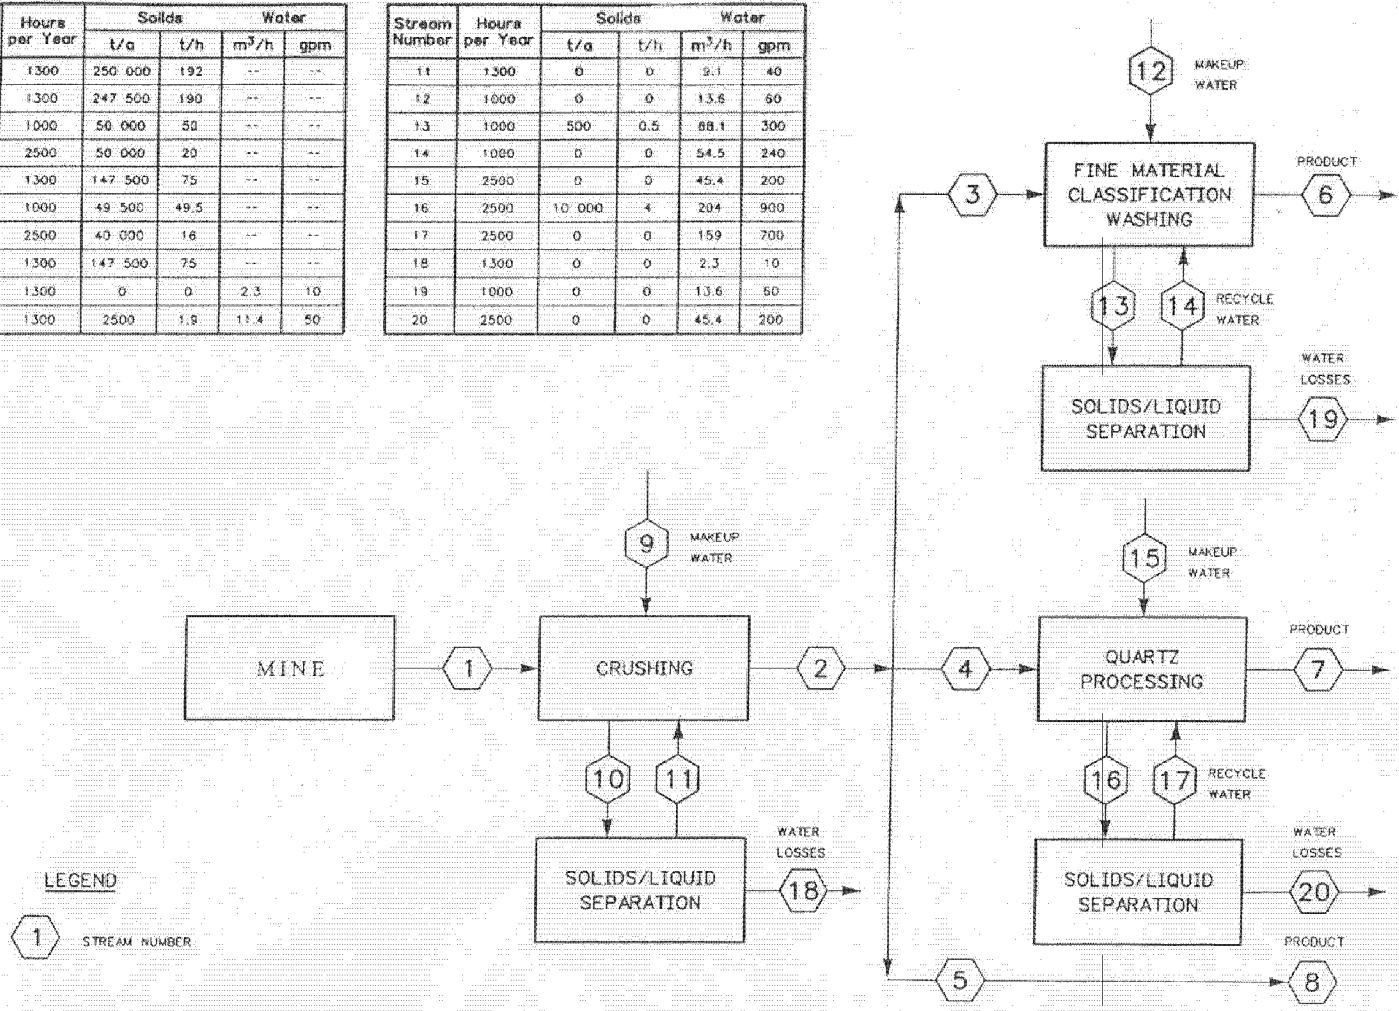 Hours per Year Solids Water
t/a t/h m³/h gpm
1300 250 000 192 -- --
1300 247 500 190 -- --
1000 50 000 50 -- --
2500 50 000 20 -- --
1300 147 500 75 -- --
1000 49 500 49.5 -- --
2500 40 000 16 -- --
1300 147 500 75 -- --
1300 0 0 2.3 10
1300 2500 1.9 11.4 50
Stream Number Hours per Year Solids Water
t/a t/h m³/h gpm
11 1300 0 0 9.1 40
12 1000 0 0 13.6 60
13 1000 500 0.5 68.1 300
14 1000 0 0 54.5 240
15 2500 0 0 45.4 200
16 2500 10 000 4 204 900
17 2500 0 0 159 700
18 1300 0 0 2.3 10
19 1000 0 0 13.6 60
20 2500 0 0 45.4 200
12
MAKEUP
WATER
FINE MATERIAL
CLASSIFICATION
WASHING
3
PRODUCT
6
13
14
RECYCLE
WATER
SOLIDS/LIQUID
SEPARATION
WATER
LOSSES
19
9
MAKEUP
WATER
15
MAKEUP
WATER
MINE
1
CRUSHING
2
4
QUARTZ
PROCESSING
PRODUCT
7
10
11
16
17
RECYCLE
WATER
SOLIDS/LIQUID
SEPARATION
WATER
LOSSES
18
SOLIDS/LIQUID
SEPARATION
WATER
LOSSES
20
5
PRODUCT
8
LEGEND
1
STREAM NUMBER